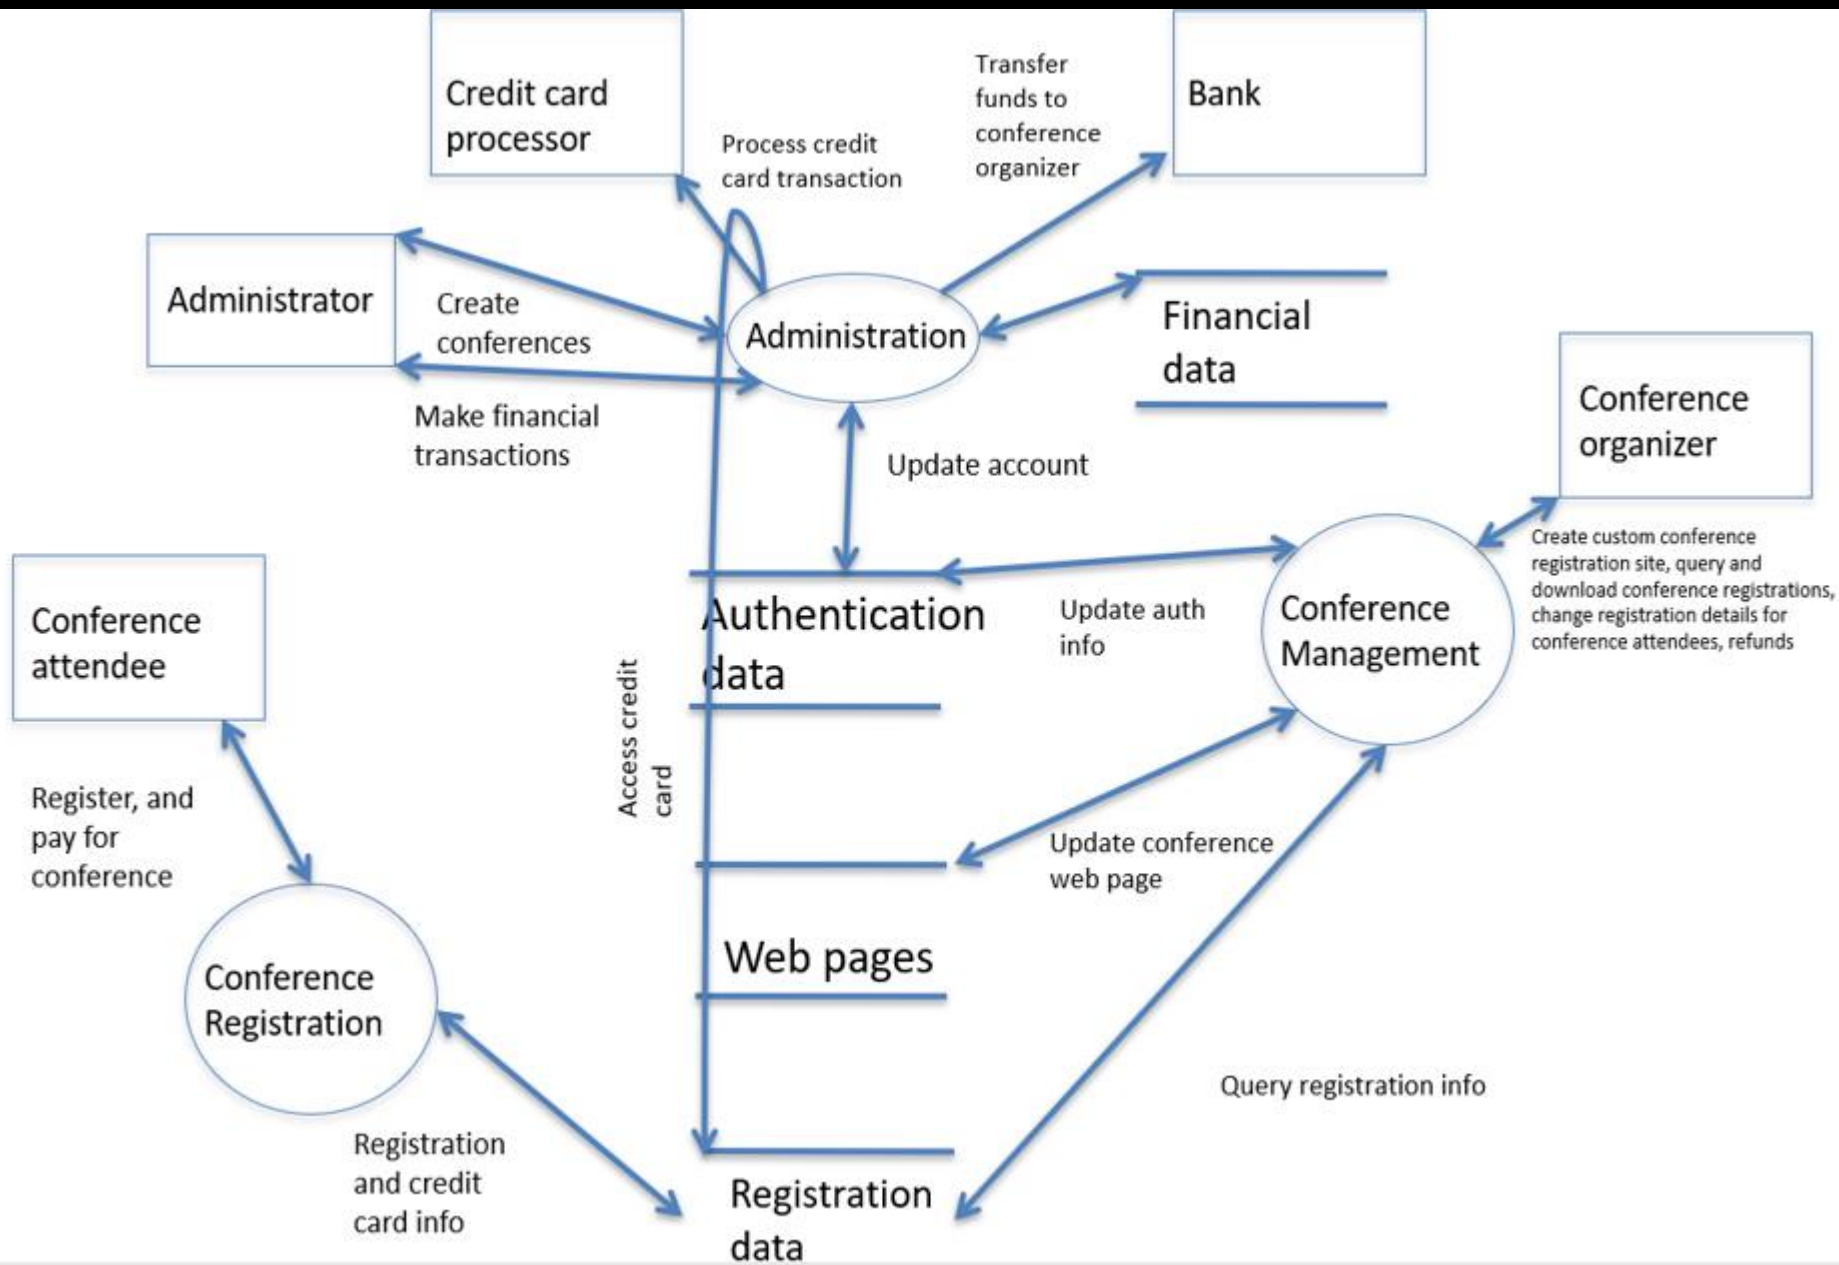 Credit card
processor
Process credit
card transaction
Transfer
funds to
conference
organizer
Bank
Administrator
Create
conferences
Administration
Financial
data
Make financial
transactions
Update account
Conference
organizer
Create custom conference
registration site, query and
download conference registrations,
change registration details for
conference attendees, refunds
Conference
attendee
Authentication
data
Update auth
info
Conference
Management
Access credit
card
Register, and
pay for
conference
Update conference
web page
Web pages
Conference
Registration
Query registration info
Registration
and credit
card info
Registration
data